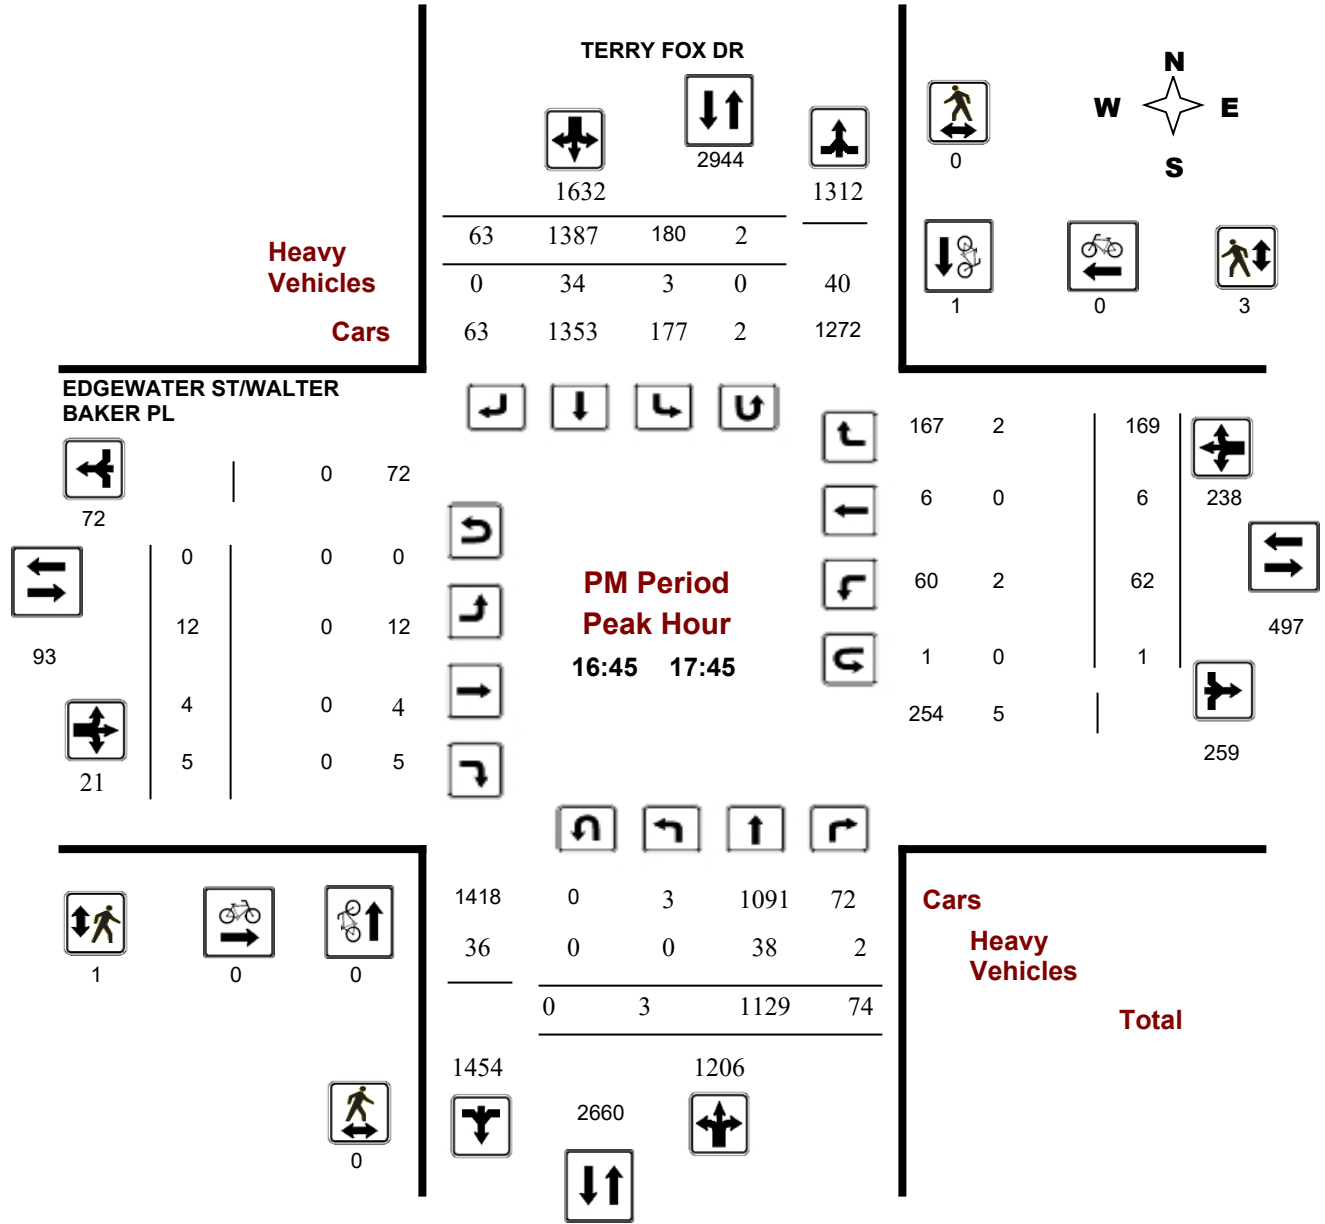 TERRY FOX DR
N
W E
S
2944
0
1632 1312
63 1387 180 2
Heavy
Vehicles
0 34 3 0 40
1 0 3
Cars 63 1353 177 2 1272
EDGEWATER ST/WALTER
BAKER PL
167 2 169
0 72
72
6 0 6 238
0 0 0
PM Period
60 2 62
Peak Hour
12 0 12
497
93
16:45 17:45
1 0 1
4 0 4
254 5
259
5 0 5
21
1418 0 3 1091 72 Cars
36 0 0 38 2 Heavy
Vehicles
1 0 0
0 3 1129 74 Total
1454 1206
2660
0